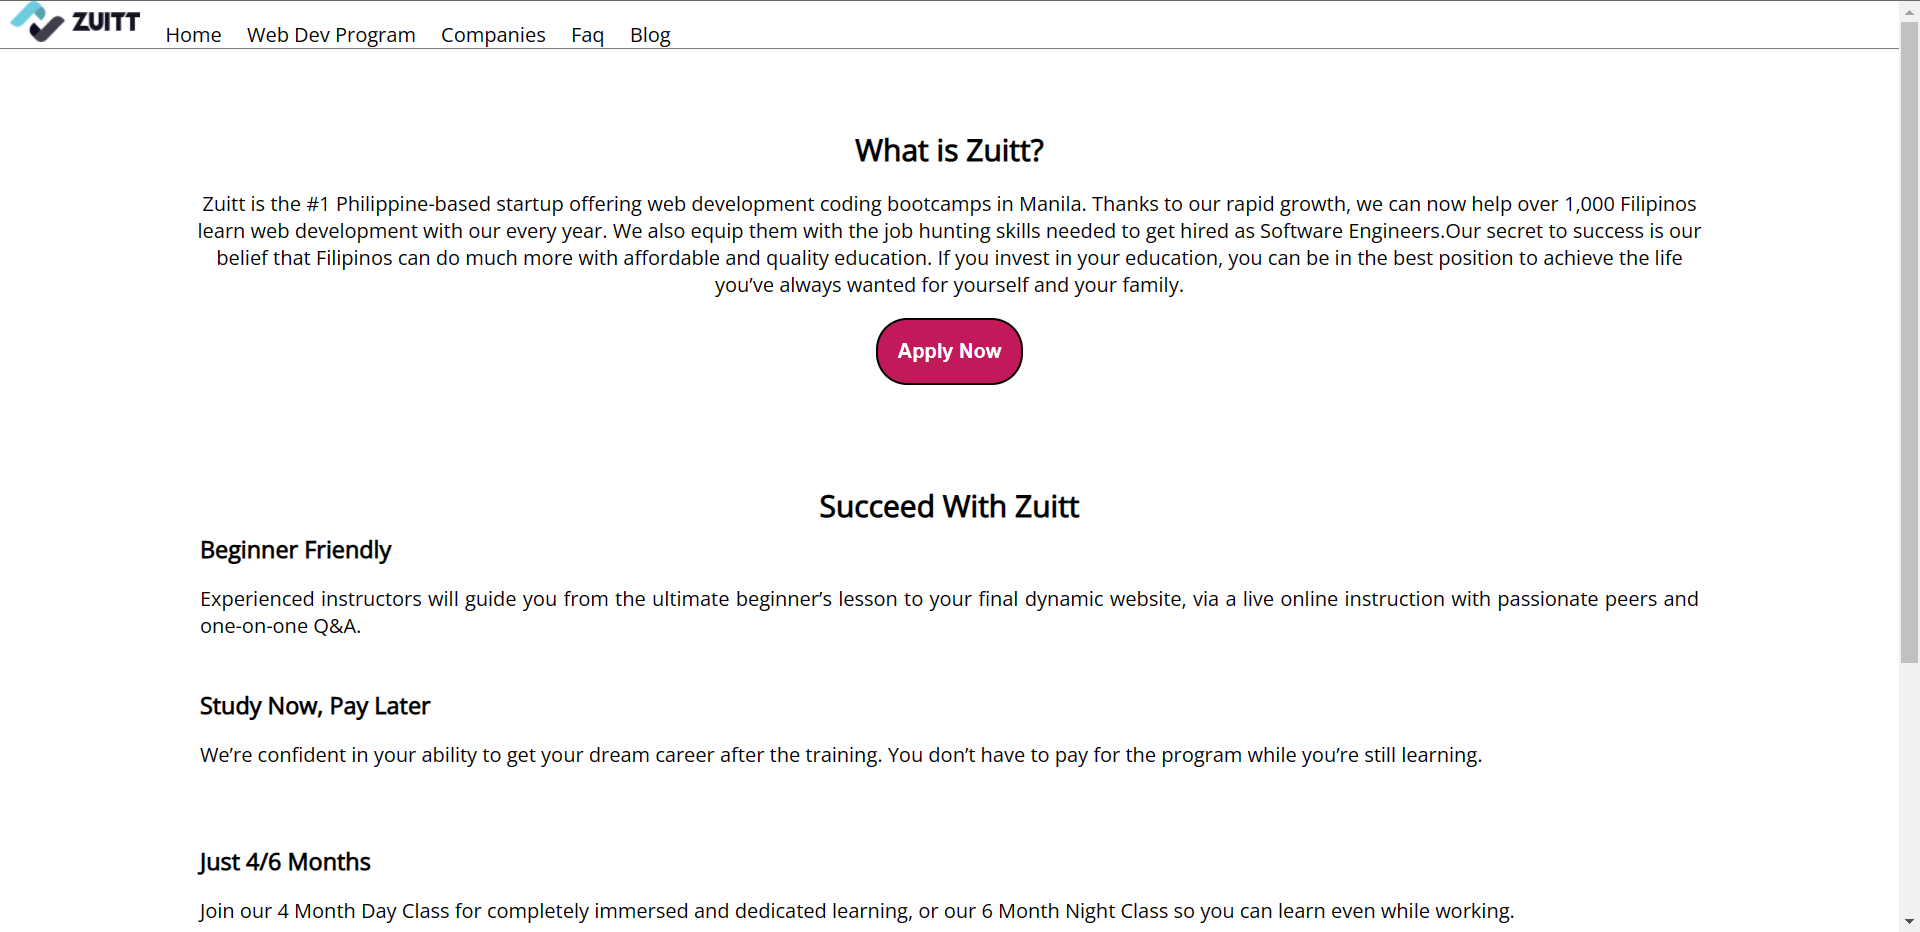 ZUITT
Home Web Dev Program Companies Faq Blog
What is Zuitt?
Zuitt is the #1 Philippine-based startup offering web development coding bootcamps in Manila. Thanks to our rapid growth, we can now help over 1,000 Filipinos
learn web development with our every year. We also equip them with the job hunting skills needed to get hired as Software Engineers.Our secret to success is our
belief that Filipinos can do much more with affordable and quality education. If you invest in your education, you can be in the best position to achieve the life
you’ve always wanted for yourself and your family.
Apply Now
Succeed With Zuitt
Beginner Friendly
Experienced instructors will guide you from the ultimate beginner’s lesson to your final dynamic website, via a live online instruction with passionate peers and
one-on-one Q&A.
Study Now, Pay Later
We’re confident in your ability to get your dream career after the training. You don’t have to pay for the program while you’re still learning.
Just 4/6 Months
Join our 4 Month Day Class for completely immersed and dedicated learning, or our 6 Month Night Class so you can learn even while working.